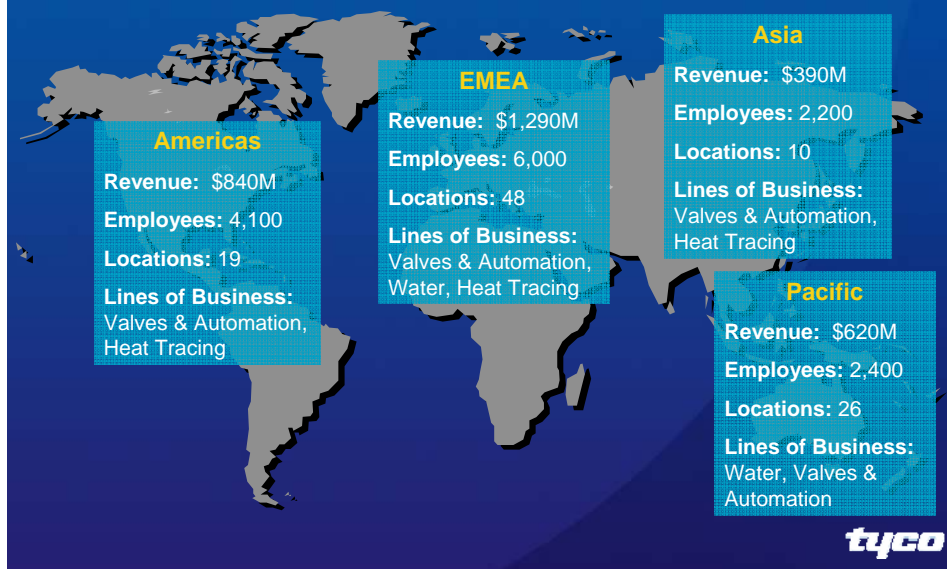 Americas
Revenue: $840M
Employees: 4,100
Locations: 19
Lines of Business:
Valves & Automation,
Heat Tracing
EMEA
Revenue: $1,290M
Employees: 6,000
Locations: 48
Lines of Business:
Valves & Automation,
Water, Heat Tracing
Asia
Revenue: $390M
Employees: 2,200
Locations: 10
Lines of Business:
Valves & Automation,
Heat Tracing
Pacific
Revenue: $620M
Employees: 2,400
Locations: 26
Lines of Business:
Water, Valves &
Automation
tyco